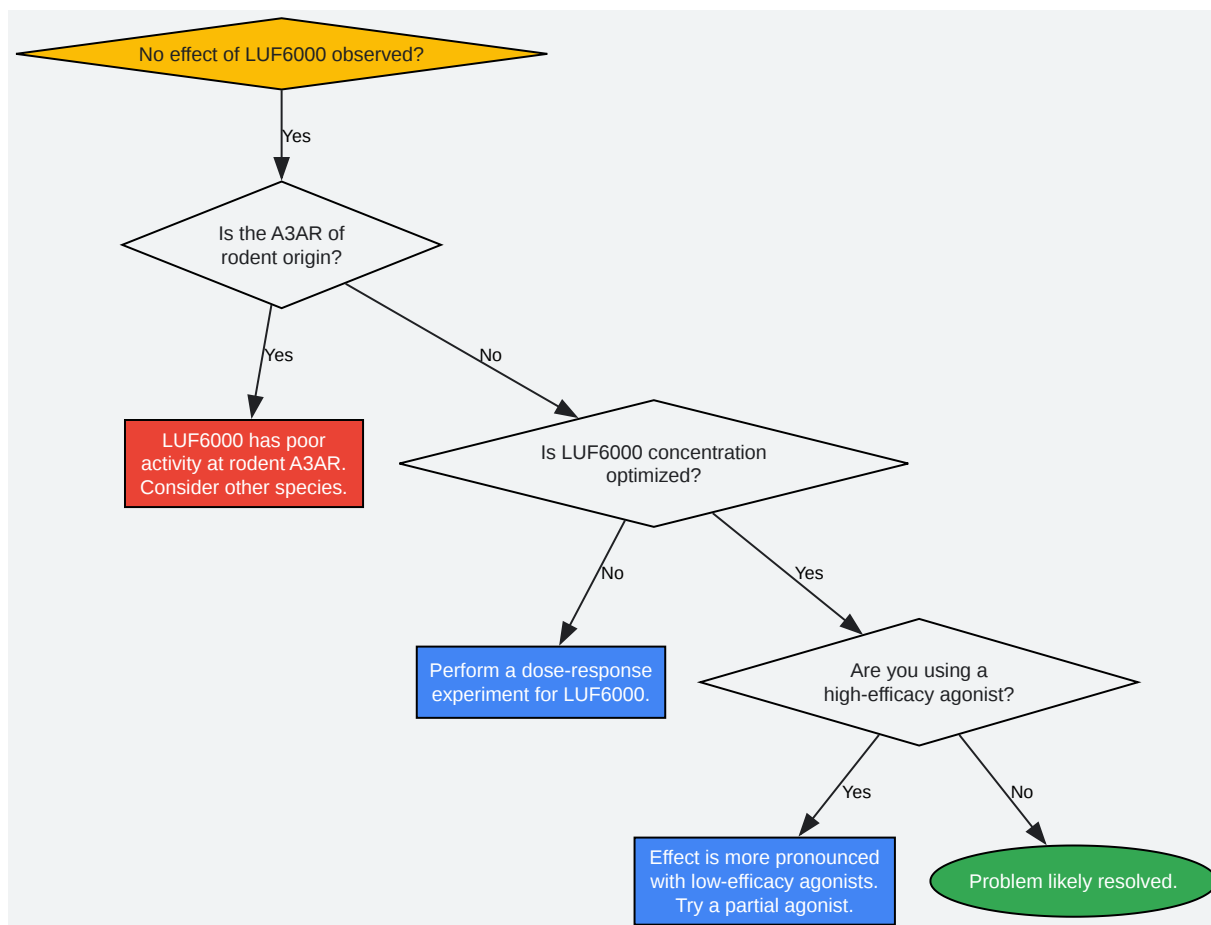 No effect of LUF6000 observed?
Yes
Is the A3AR of
rodent origin?
Yes
No
LUF6000 has poor
activity at rodent A3AR.
Consider other species.
Is LUF6000 concentration
optimized?
No
Yes
Perform a dose-response
experiment for LUF6000.
Are you using a
high-efficacy agonist?
Yes
No
Effect is more pronounced
with low-efficacy agonists.
Try a partial agonist.
Problem likely resolved.